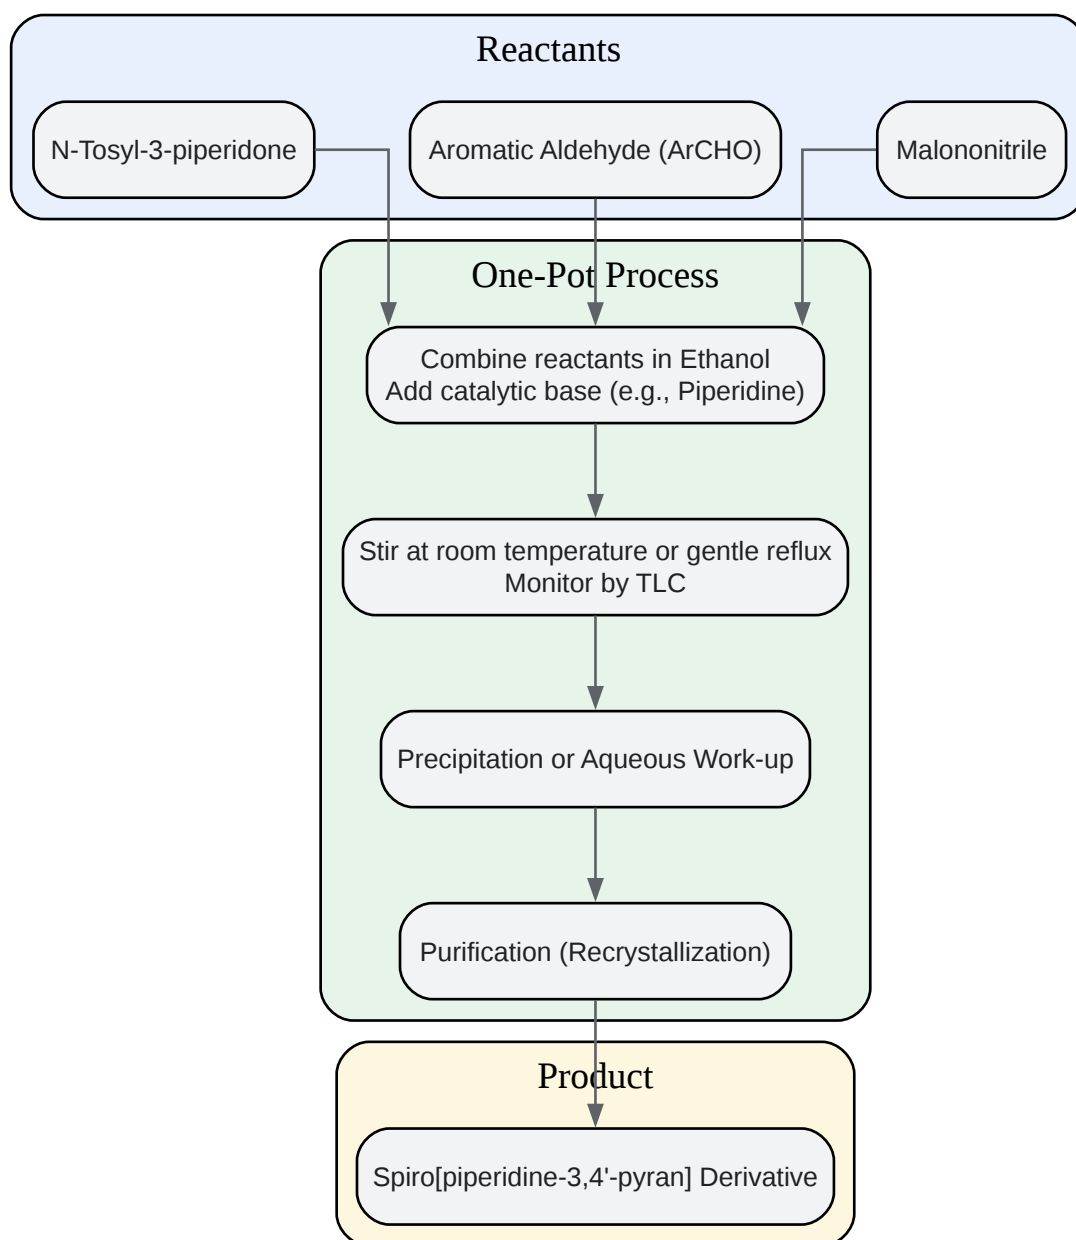 Reactants
N-Tosyl-3-piperidone
Aromatic Aldehyde (ArCHO)
Malononitrile
One-Pot Process
Combine reactants in Ethanol
Add catalytic base (e.g., Piperidine)
Stir at room temperature or gentle reflux
Monitor by TLC
Precipitation or Aqueous Work-up
Purification (Recrystallization)
Product
Spiro[piperidine-3,4'-pyran] Derivative